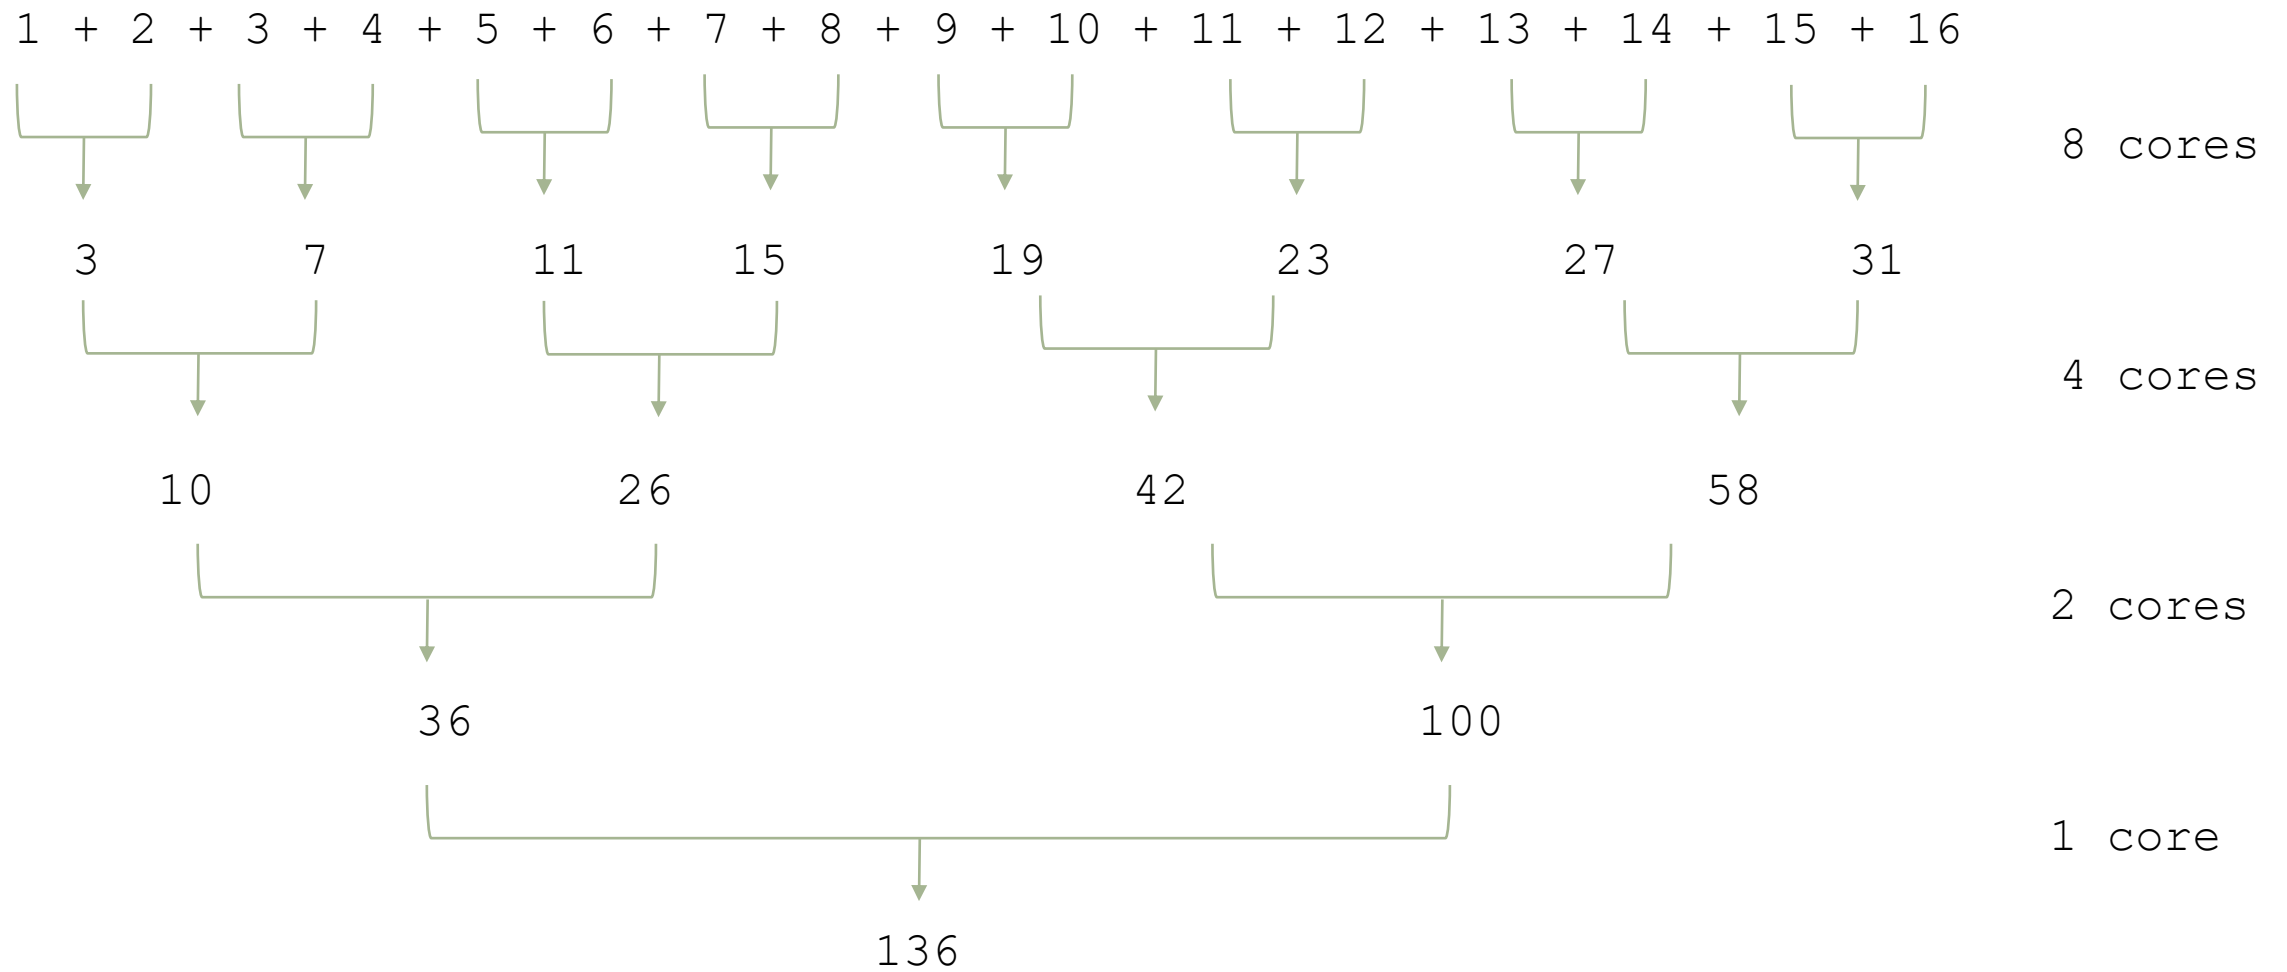 1 + 2 + 3 + 4 + 5 + 6 + 7 + 8 + 9 + 10 + 11 + 12 + 13 + 14 + 15 + 16
8 cores
3 7 11 15 19 23 27 31
4 cores
10 26 42 58
2 cores
36 100
1 core
136